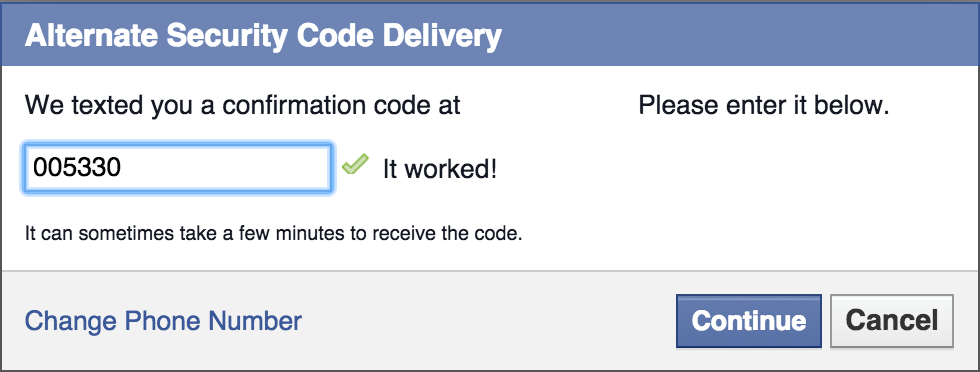 Alternate Security Code Delivery
We texted you a confirmation code at Please enter it below.
005330 It worked!
It can sometimes take a few minutes to receive the code.
Change Phone Number Continue Cancel